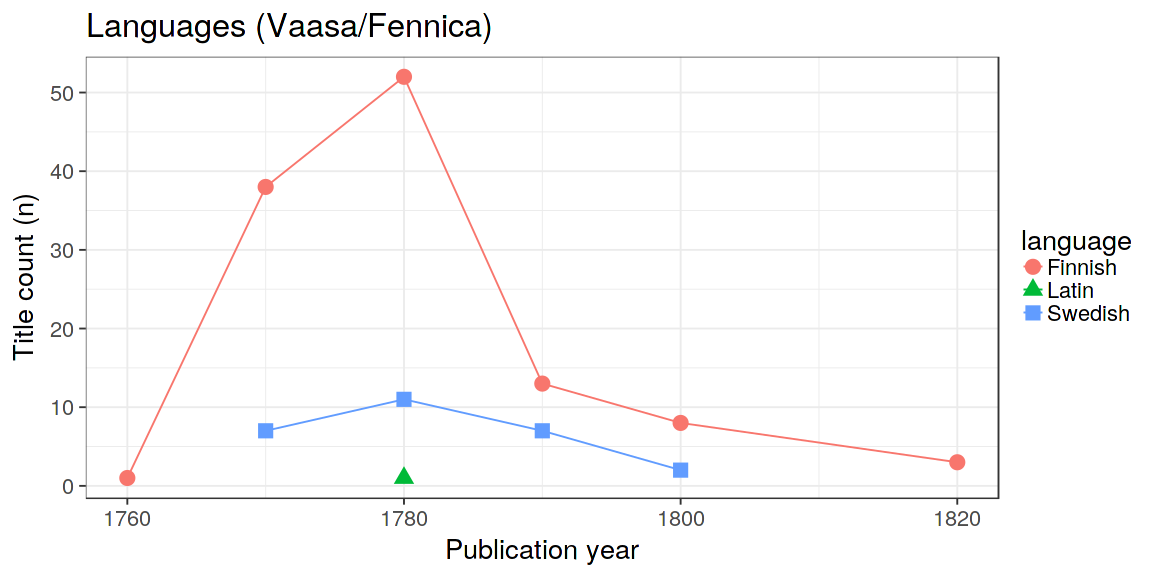 Languages (Vaasa/Fennica)
Title count (n)
50
40
30
20
10
0
1760
1780
1800
1820
Publication year
language
Finnish
Latin
Swedish